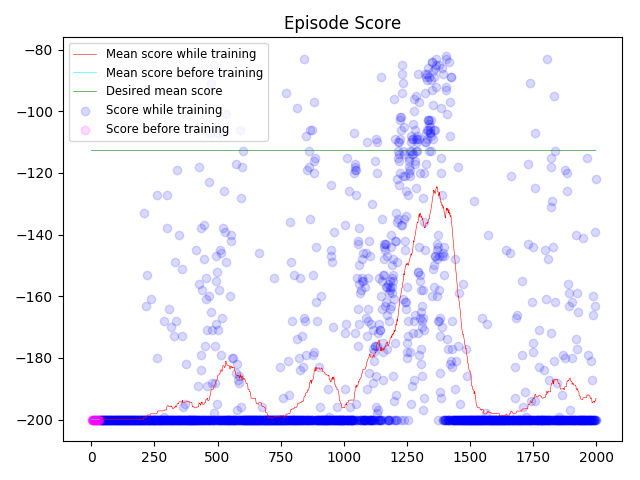 Episode Score
Mean score while training
Mean score before training
Desired mean score
Score while training
Score before training
−80
−100
−120
−140
−160
−180
−200
0 250 500 750 1000 1250 1500 1750 2000